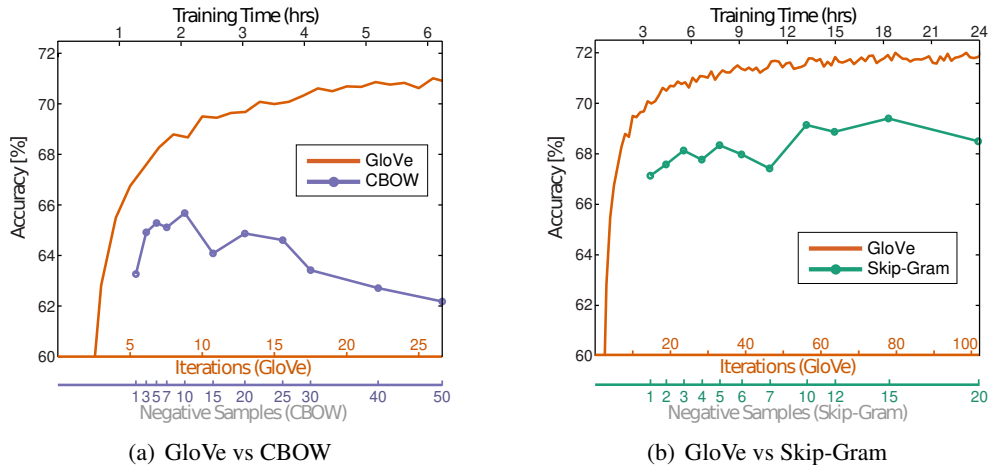 Training Time (hrs)
1 2 3 4 5 6
72
70
68
66
64
62
60
Accuracy [%]
GloVe
CBOW
5 10 15 20 25
Iterations (GloVe)
1 3 5 7 10 15 20 25 30 40 50
Negative Samples (CBOW)
(a) GloVe vs CBOW
Training Time (hrs)
3 6 9 12 15 18 21 24
72
70
68
66
64
62
60
Accuracy [%]
GloVe
Skip-Gram
20 40 60 80 100
Iterations (GloVe)
1 2 3 4 5 6 7 10 12 15 20
Negative Samples (Skip-Gram)
(b) GloVe vs Skip-Gram